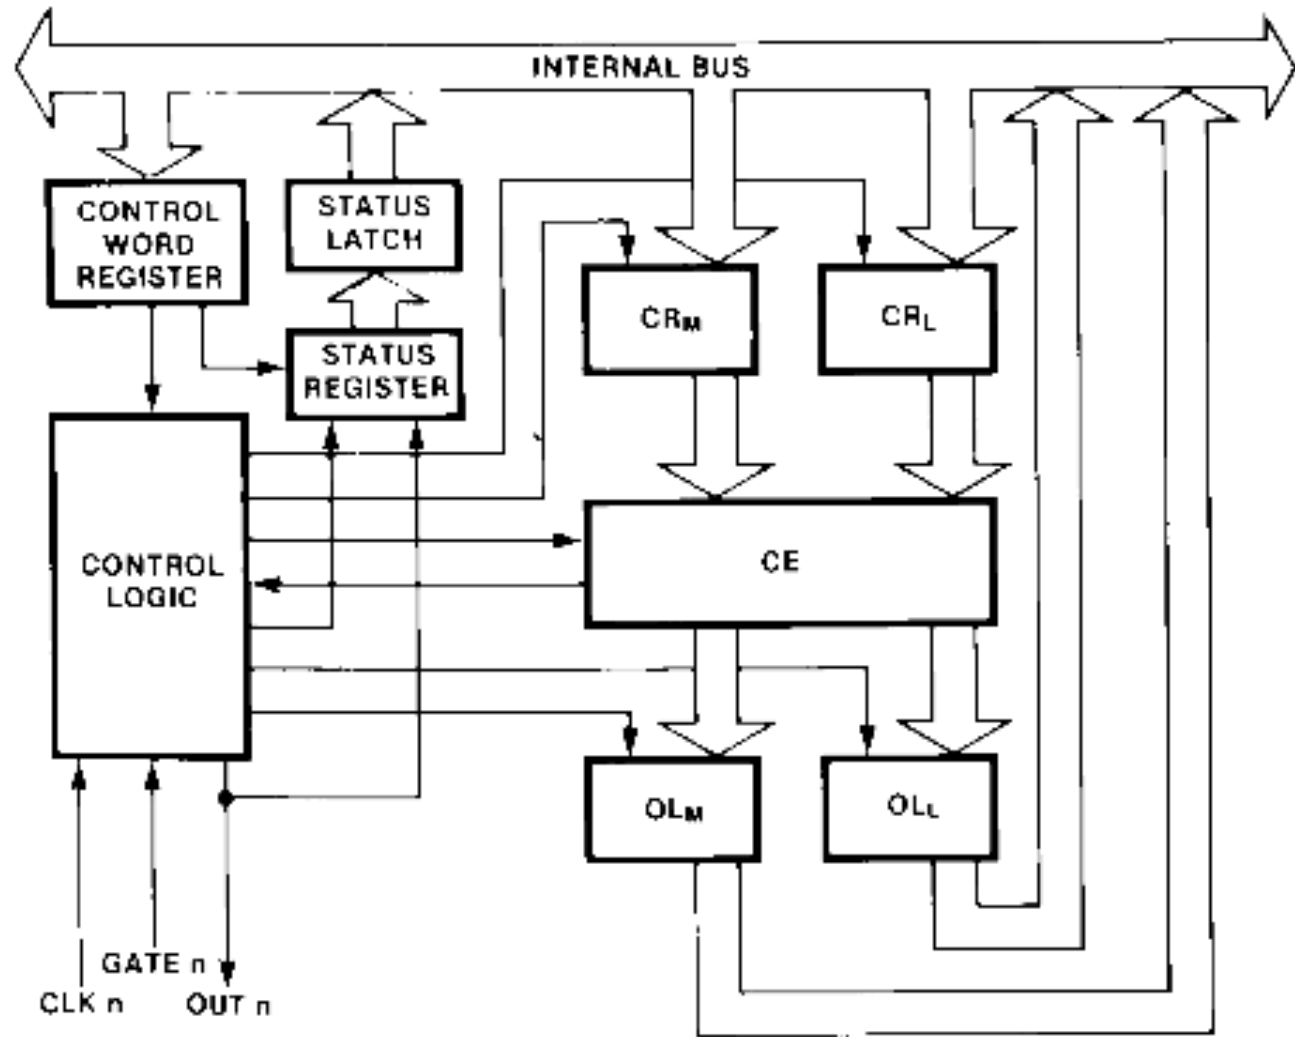 INTERNAL BUS
CONTROL
WORD
REGISTER
STATUS
LATCH
STATUS
REGISTER
CRM
CRL
CONTROL
LOGIC
CE
OLM
OLL
GATE n
CLK n
OUT n